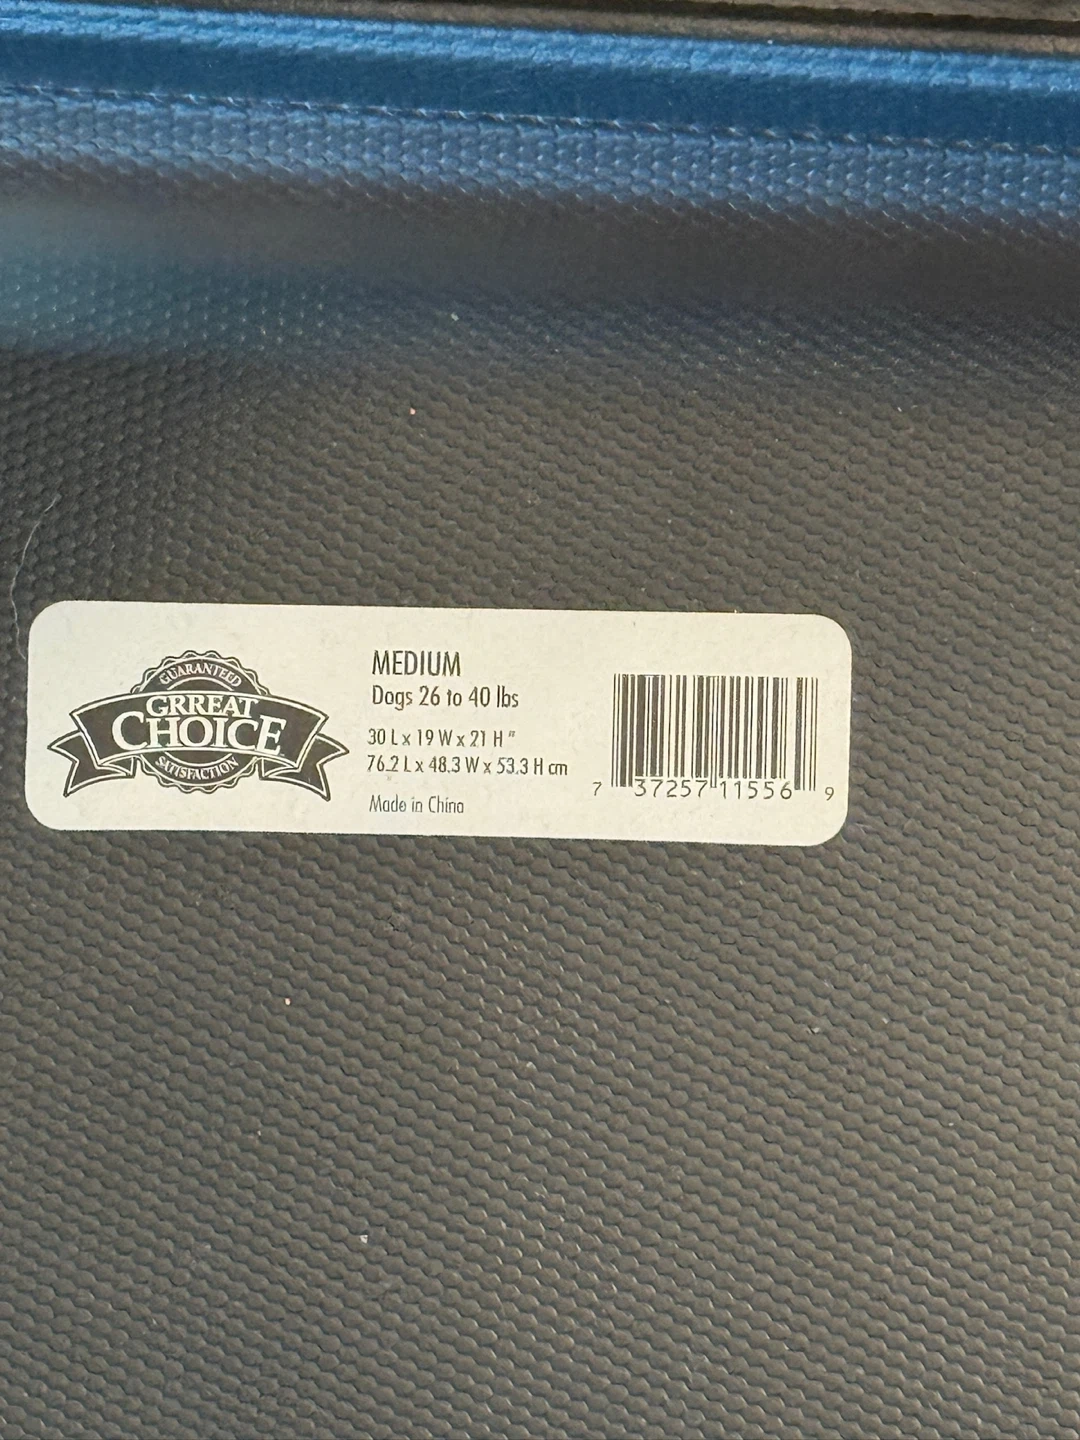 GUARANTEED
GRREAT
CHOICE
SATISFACTION
MEDIUM
Dogs 26 to 40 lbs
30 L x 19 W x 21 H "
76.2 L x 48.3 W x 53.3 H cm
Made in China
7 37257 11556 9